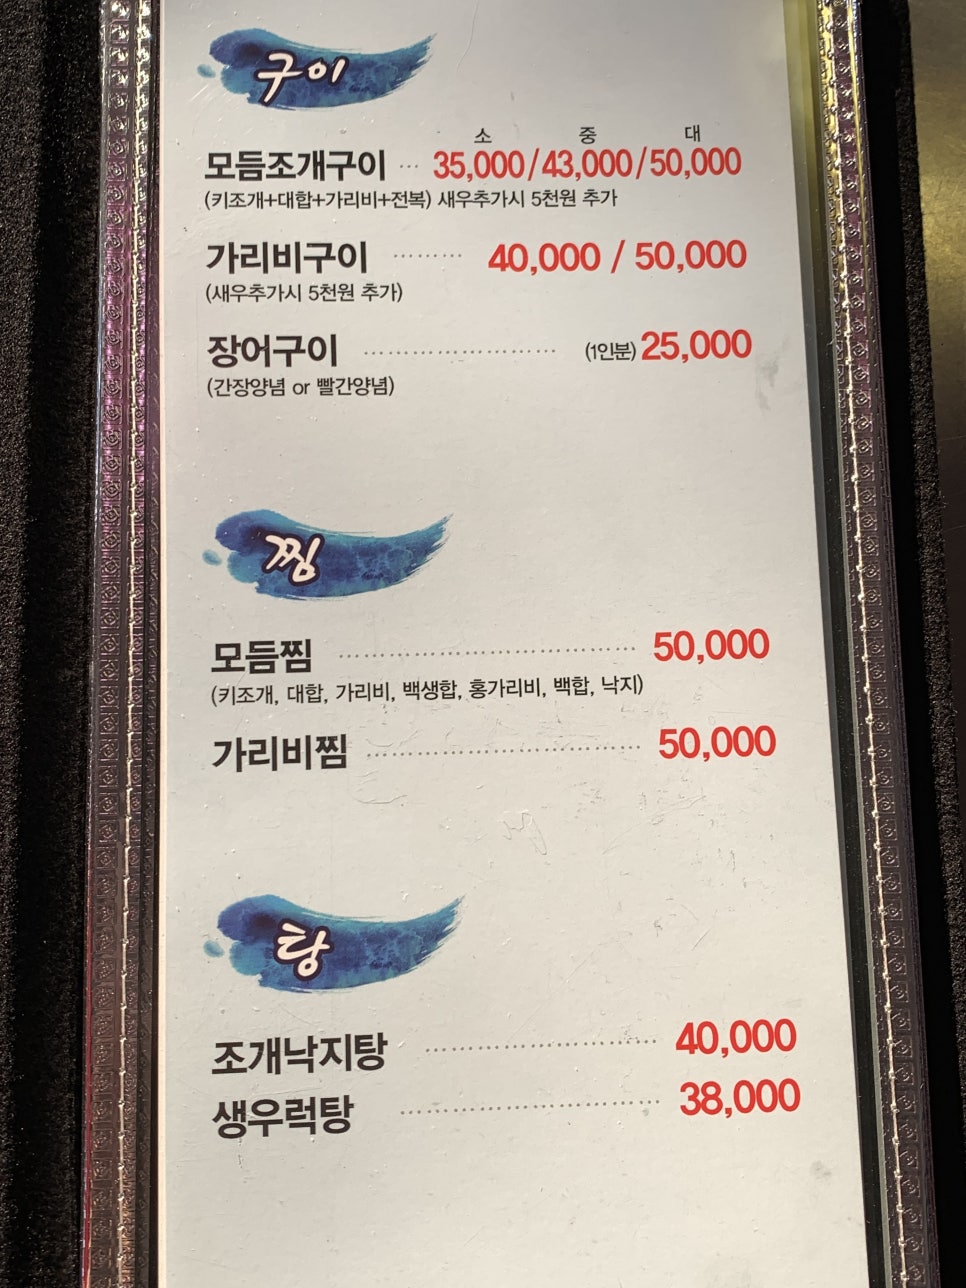 구이
소 중 대
모듬조개구이 ··· 35,000/43,000/50,000
(키조개+대합+가리비+전복) 새우추가시 5천원 추가
가리비구이 ········· 40,000 / 50,000
(새우추가시 5천원 추가)
장어구이 ························ (1인분) 25,000
(간장양념 or 빨간양념)
찜
모듬찜 ·································· 50,000
(키조개, 대합, 가리비, 백생합, 홍가리비, 백합, 낙지)
가리비찜 ······························· 50,000
탕
조개낙지탕 ·························· 40,000
생우럭탕 ····························· 38,000